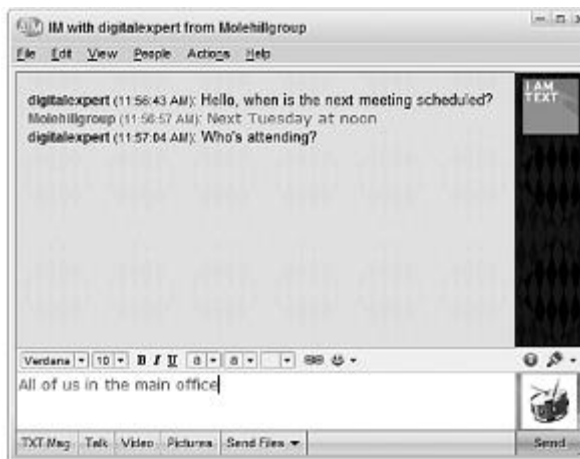 IM with digitalexpert from Molehillgroup
File Edit View People Actions Help
digitalexpert (11:56:43 AM): Hello, when is the next meeting scheduled?
Molehillgroup (11:56:57 AM): Next Tuesday at noon
digitalexpert (11:57:04 AM): Who's attending?
I AM
TEXT
Verdana 10 B I U
All of us in the main office
TXT Msg Talk Video Pictures Send Files Send